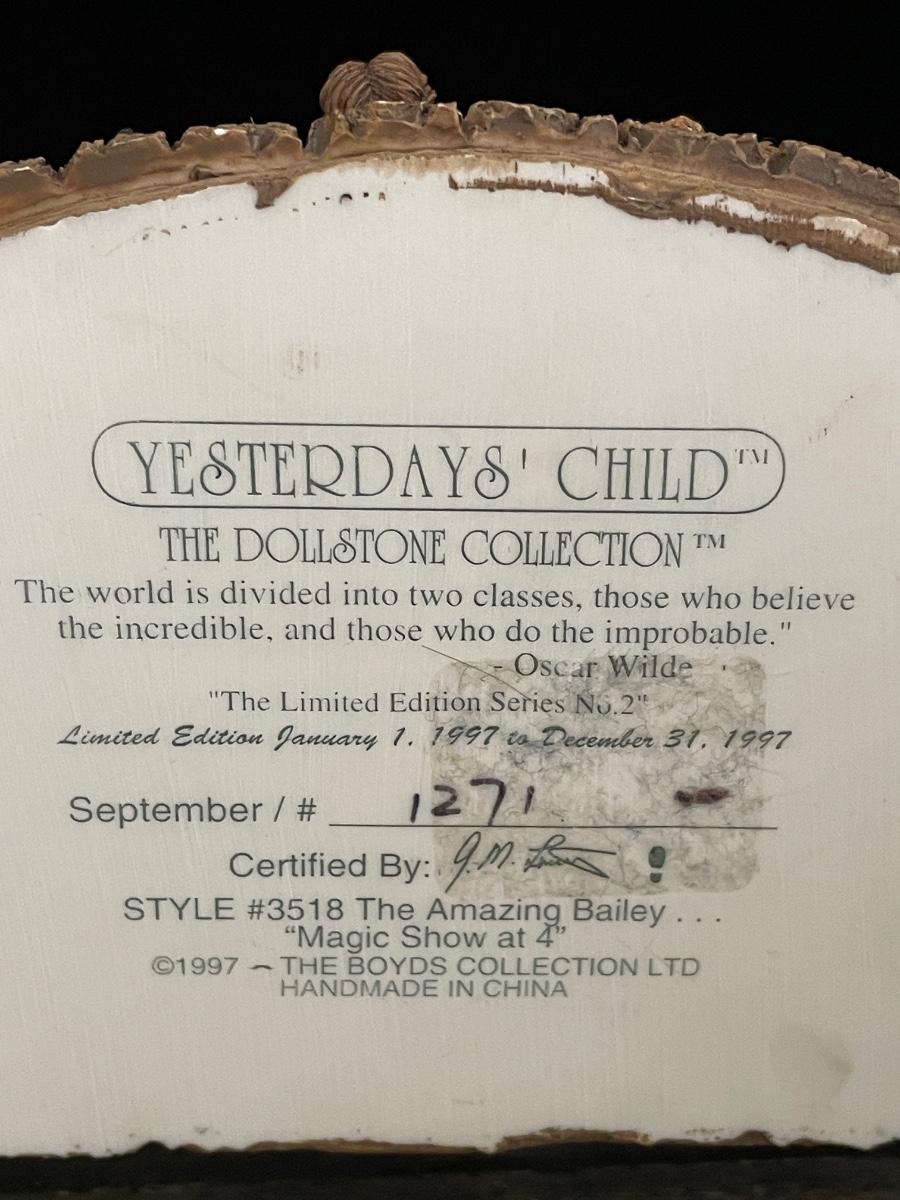 YESTERDAYS' CHILD™
THE DOLLSTONE COLLECTION™
The world is divided into two classes, those who believe
the incredible, and those who do the improbable."
- Oscar Wilde
"The Limited Edition Series No.2"
Limited Edition January 1, 1997 to December 31, 1997
September / # 1271 -
Certified By: J.M.
STYLE #3518 The Amazing Bailey . . .
“Magic Show at 4”
©1997 – THE BOYDS COLLECTION LTD
HANDMADE IN CHINA